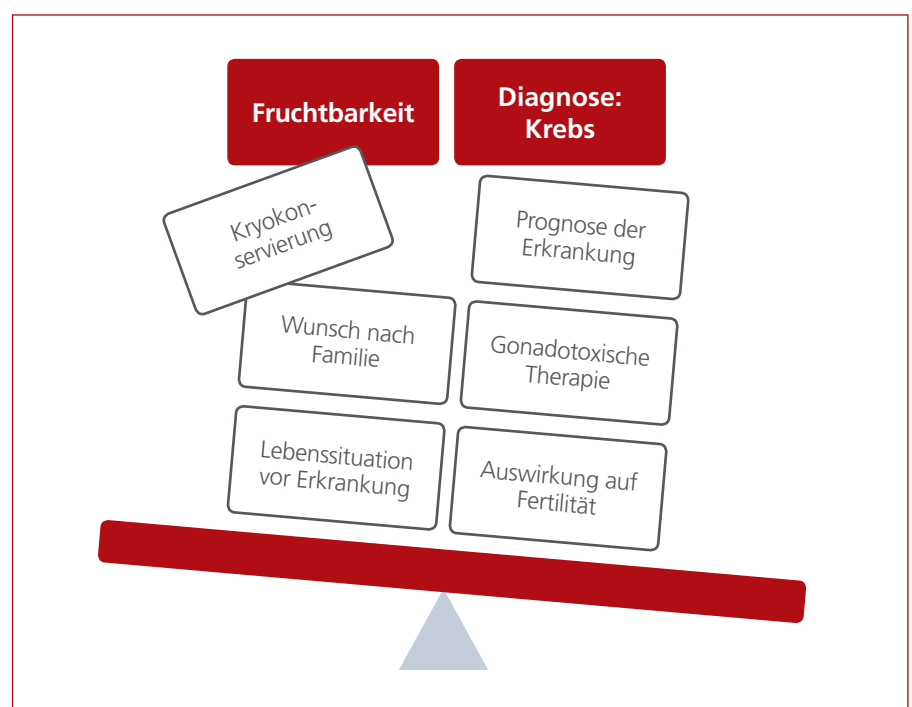 Fruchtbarkeit
Diagnose:
Krebs
Kryokon-
servierung
Prognose der
Erkrankung
Wunsch nach
Familie
Gonadotoxische
Therapie
Lebenssituation
vor Erkrankung
Auswirkung auf
Fertilität